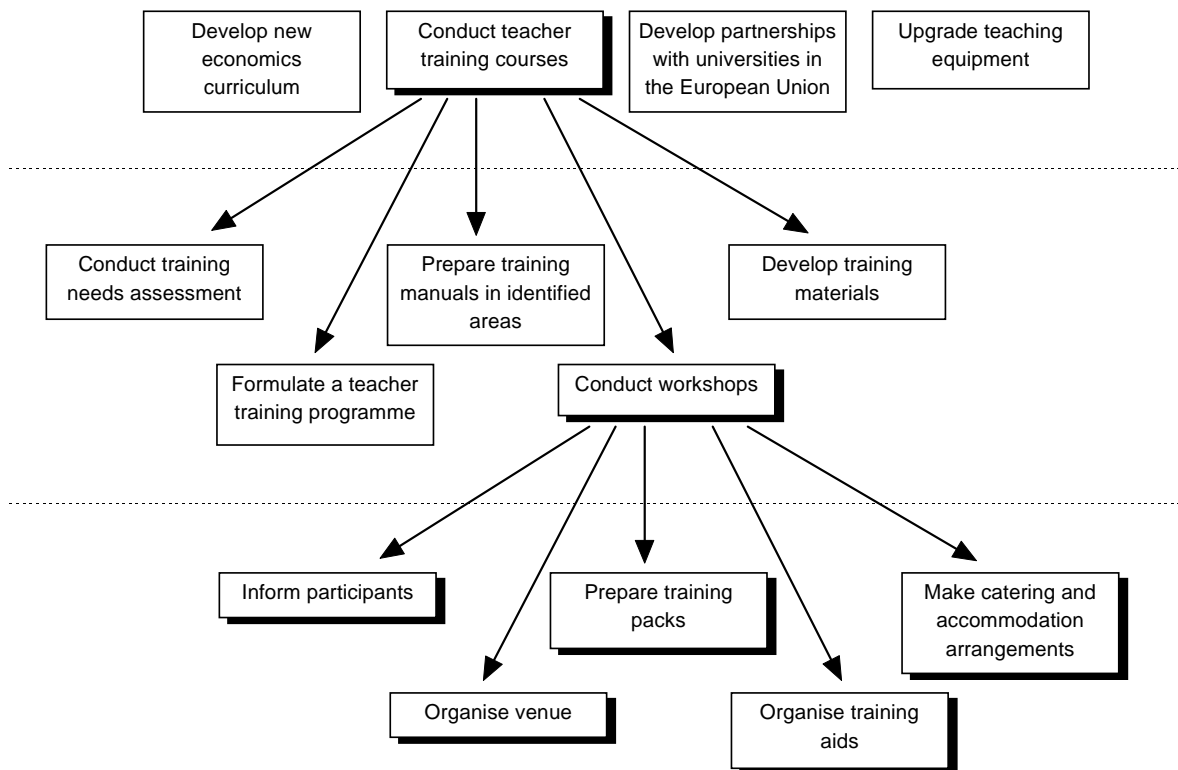 Develop new
economics
curriculum
Conduct teacher
training courses
Develop partnerships
with universities in
the European Union
Upgrade teaching
equipment
Conduct training
needs assessment
Prepare training
manuals in identified
areas
Develop training
materials
Formulate a teacher
training programme
Conduct workshops
Inform participants
Prepare training
packs
Make catering and
accommodation
arrangements
Organise venue
Organise training
aids